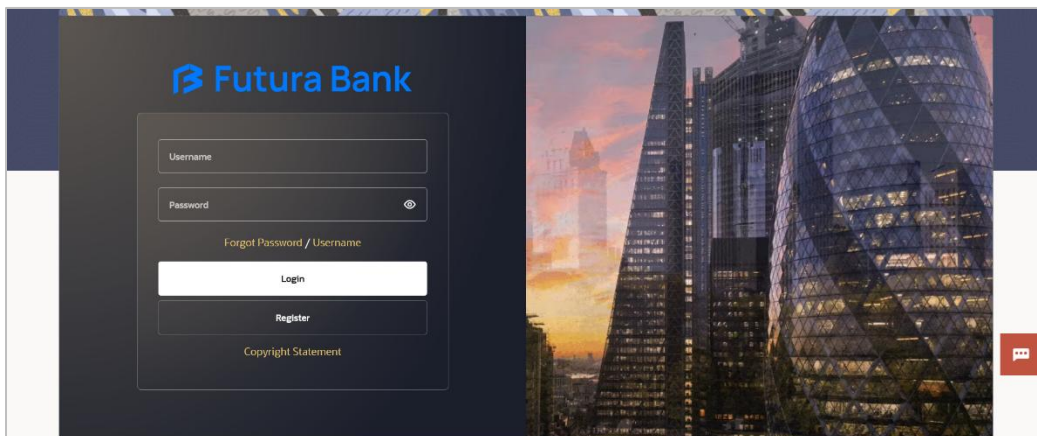 Futura Bank
Username
Password
Forgot Password / Username
Login
Register
Copyright Statement